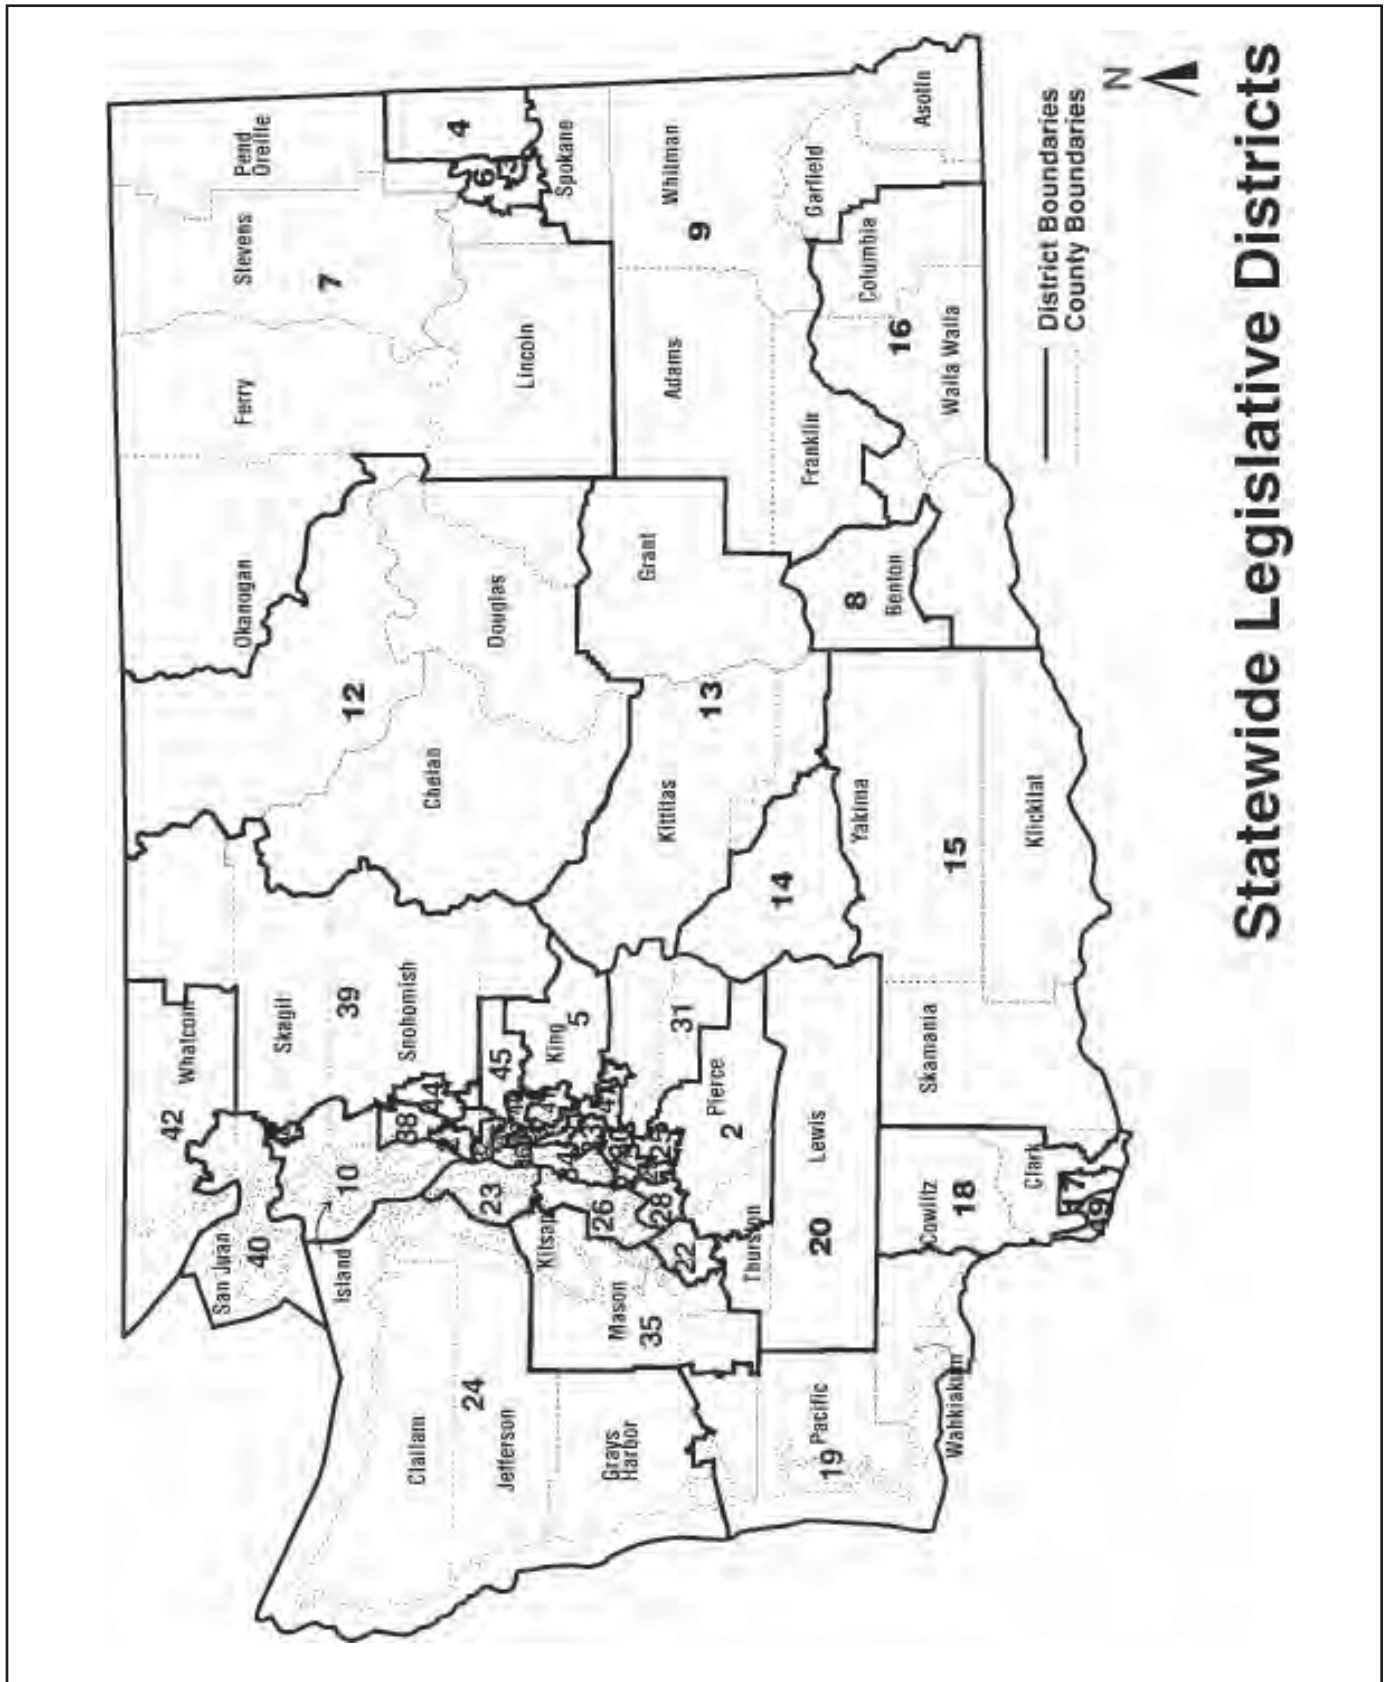 Whatcom
42
San Juan
40
Skagit
Okanogan
Ferry
Stevens
Pend
Oreille
7
Island
10
39
12
Clallam
Snohomish
38
44
Chelan
24
Jefferson
23
45
Douglas
Lincoln
4
6
3
Kitsap
King
5
Spokane
Grays
Harbor
Mason
35
26
28
22
31
Kittitas
Grant
Adams
Whitman
9
13
Pierce
2
Thurston
14
Pacific
19
Lewis
20
Yakima
8
Benton
Franklin
Garfield
Columbia
16
Walla Walla
Asotin
Wahkiakum
Cowlitz
18
Skamania
15
Klickitat
Clark
17
49
District Boundaries
County Boundaries
N
Statewide Legislative Districts